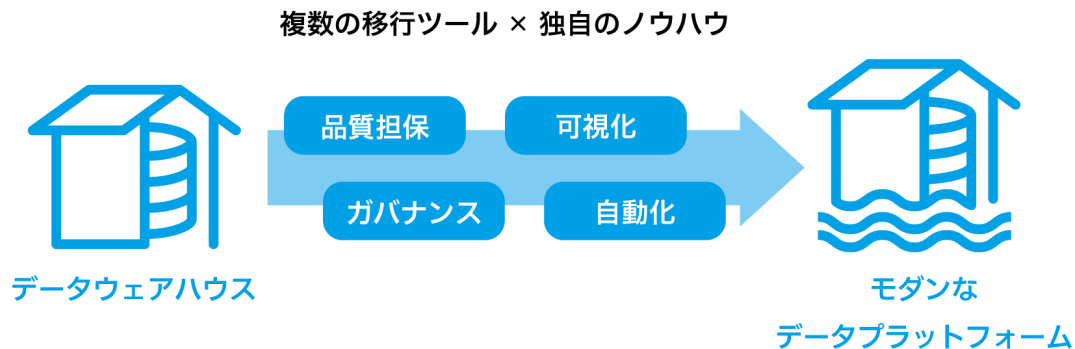 複数の移行ツール × 独自のノウハウ
品質担保
可視化
ガバナンス
自動化
データウェアハウス
モダンな
データプラットフォーム